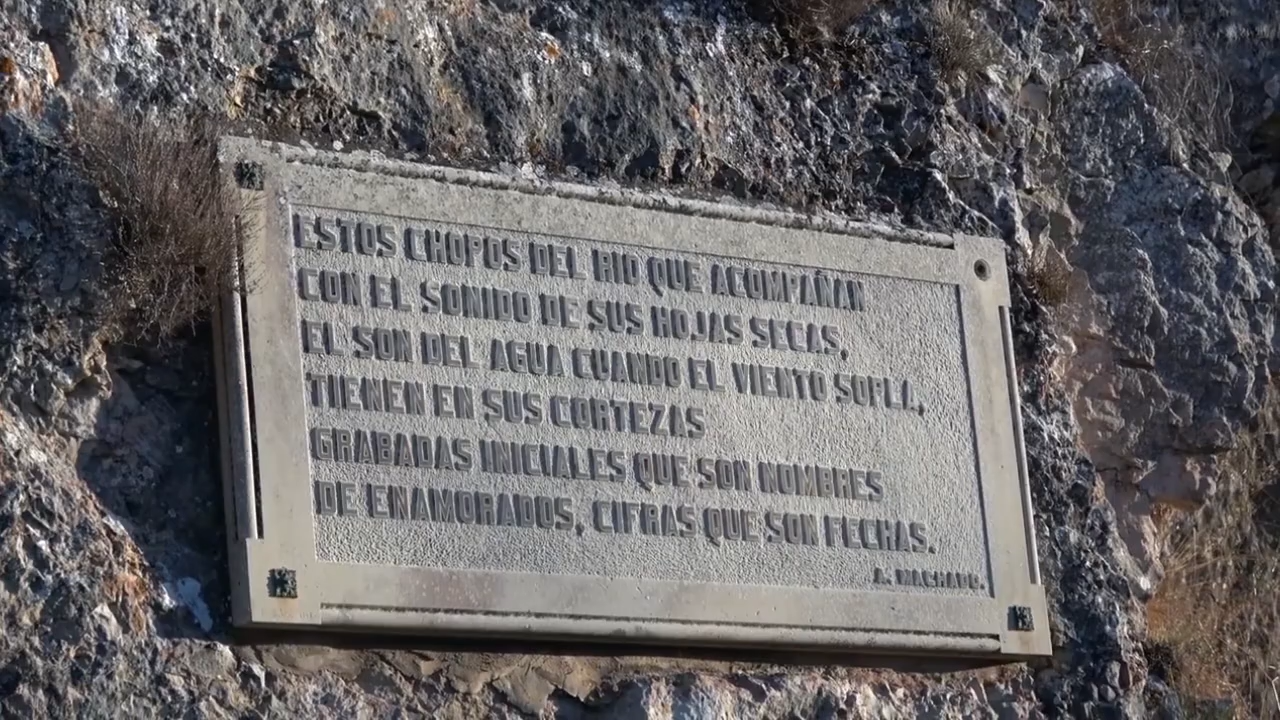 ESTOS CHOPOS DEL RIO QUE ACOMPAÑAN
CON EL SONIDO DE SUS HOJAS SECAS,
EL SON DEL AGUA CUANDO EL VIENTO SOPLA,
TIENEN EN SUS CORTEZAS
GRABADAS INICIALES QUE SON NOMBRES
DE ENAMORADOS, CIFRAS QUE SON FECHAS.
A. MACHADO.